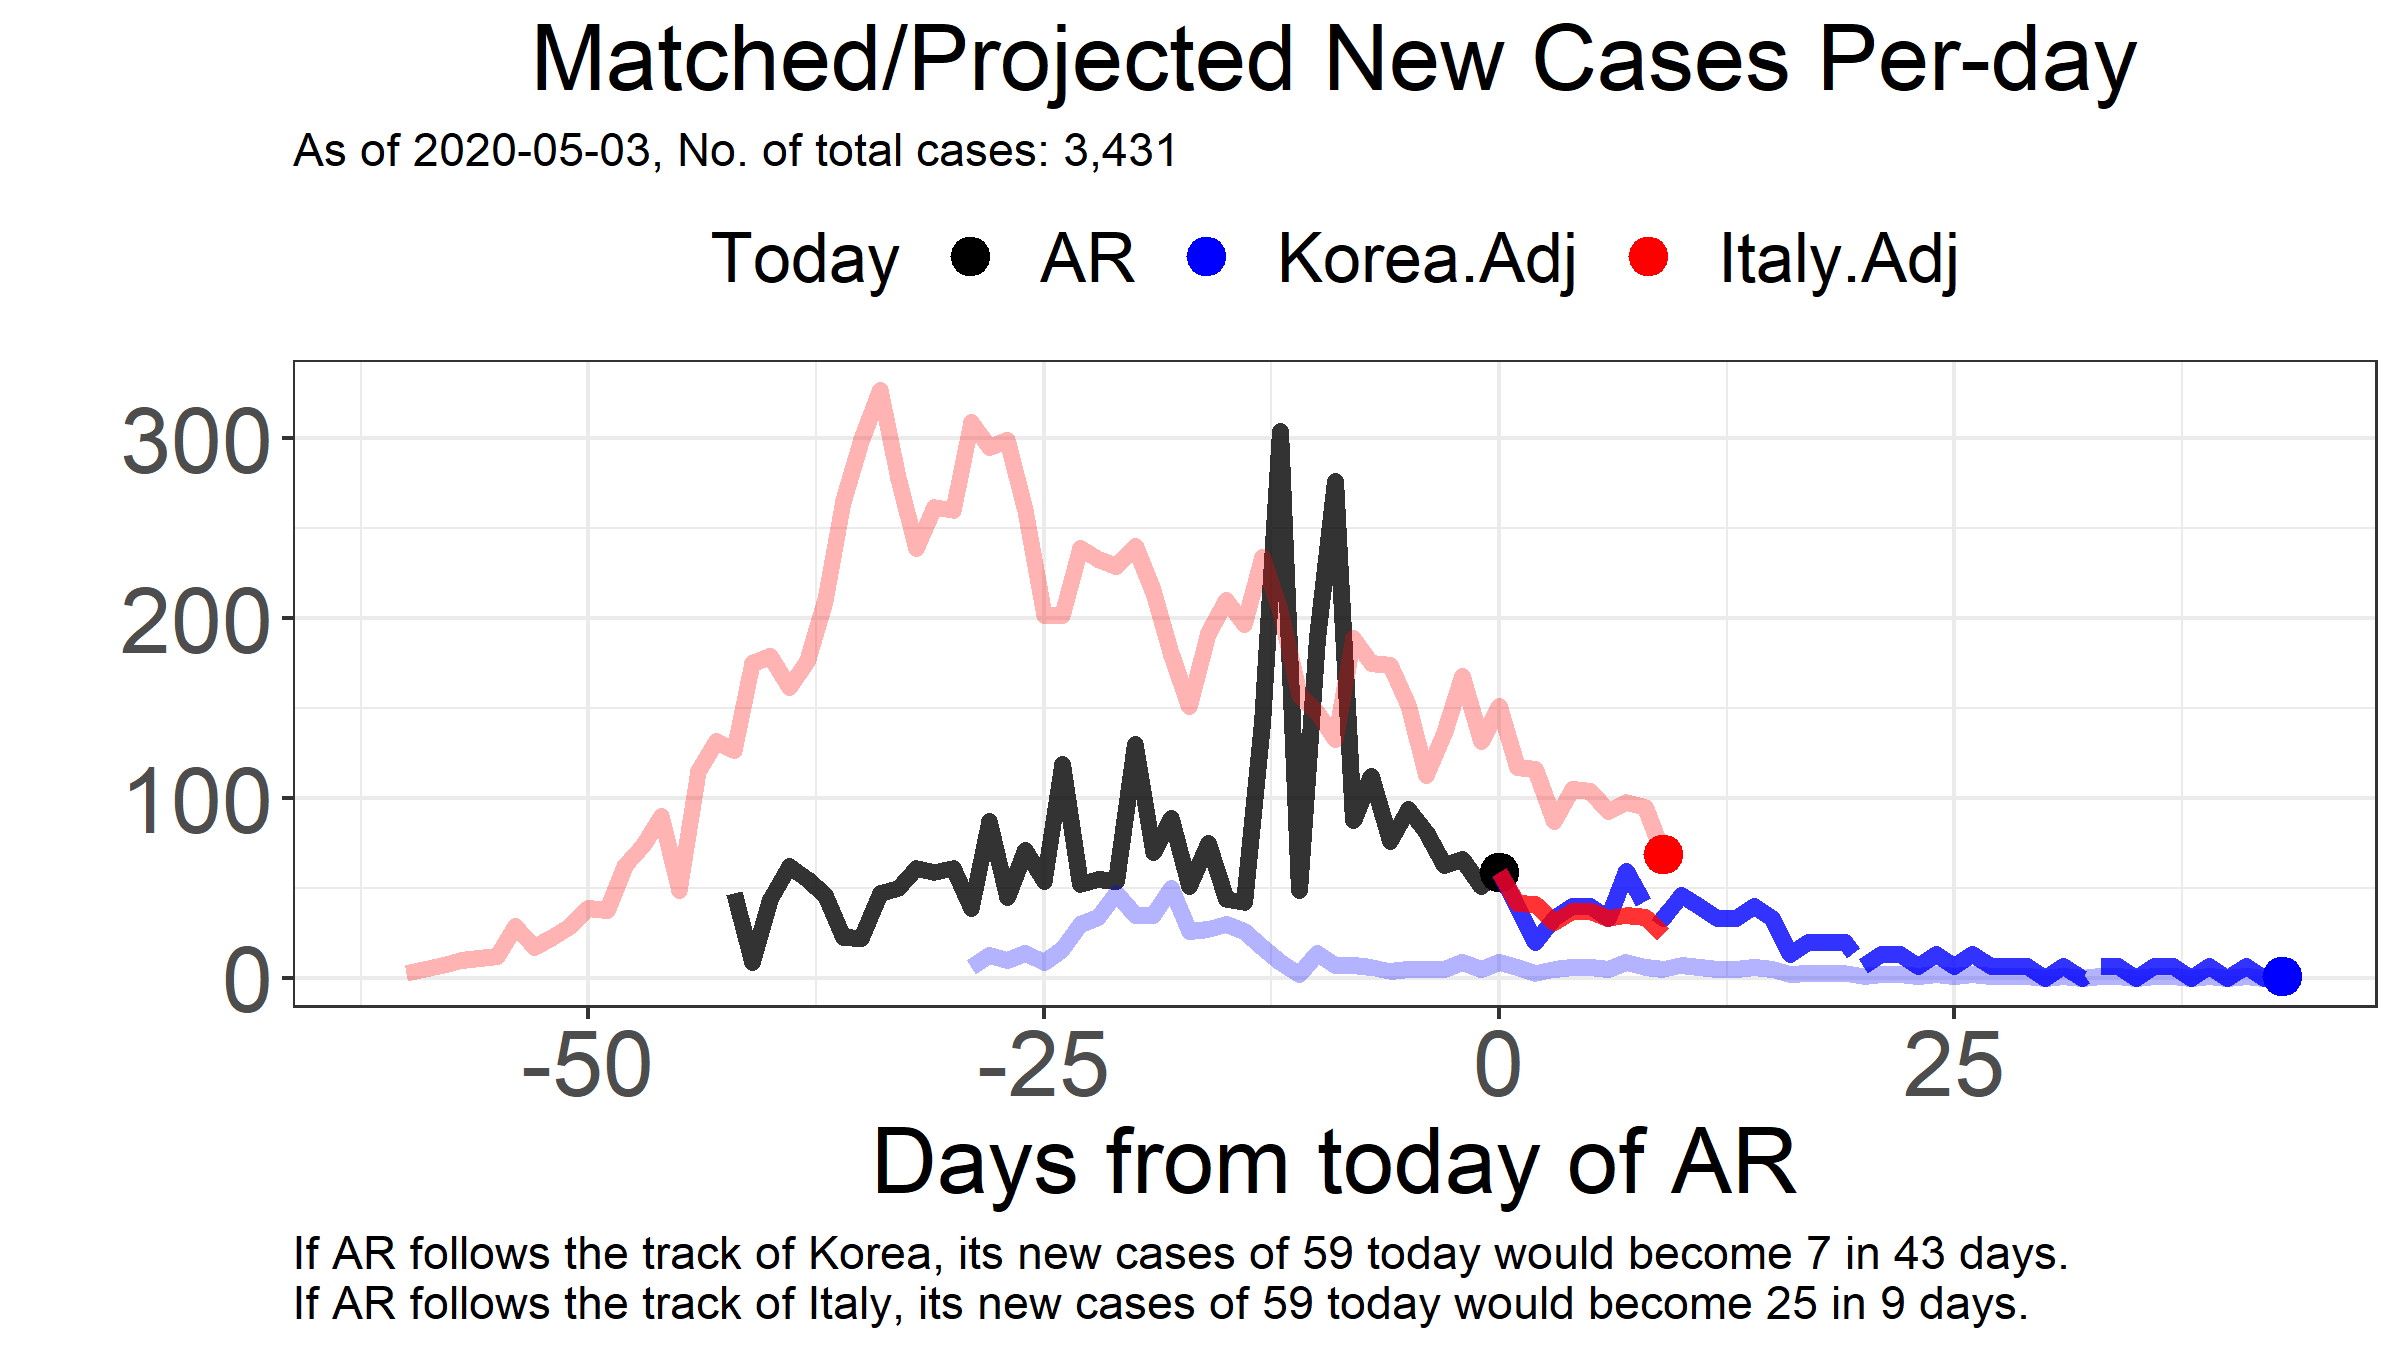 Matched/Projected New Cases Per-day
As of 2020-05-03, No. of total cases: 3,431
Today AR Korea.Adj Italy.Adj
300
200
100
0
-50 -25 0 25
Days from today of AR
If AR follows the track of Korea, its new cases of 59 today would become 7 in 43 days.
If AR follows the track of Italy, its new cases of 59 today would become 25 in 9 days.